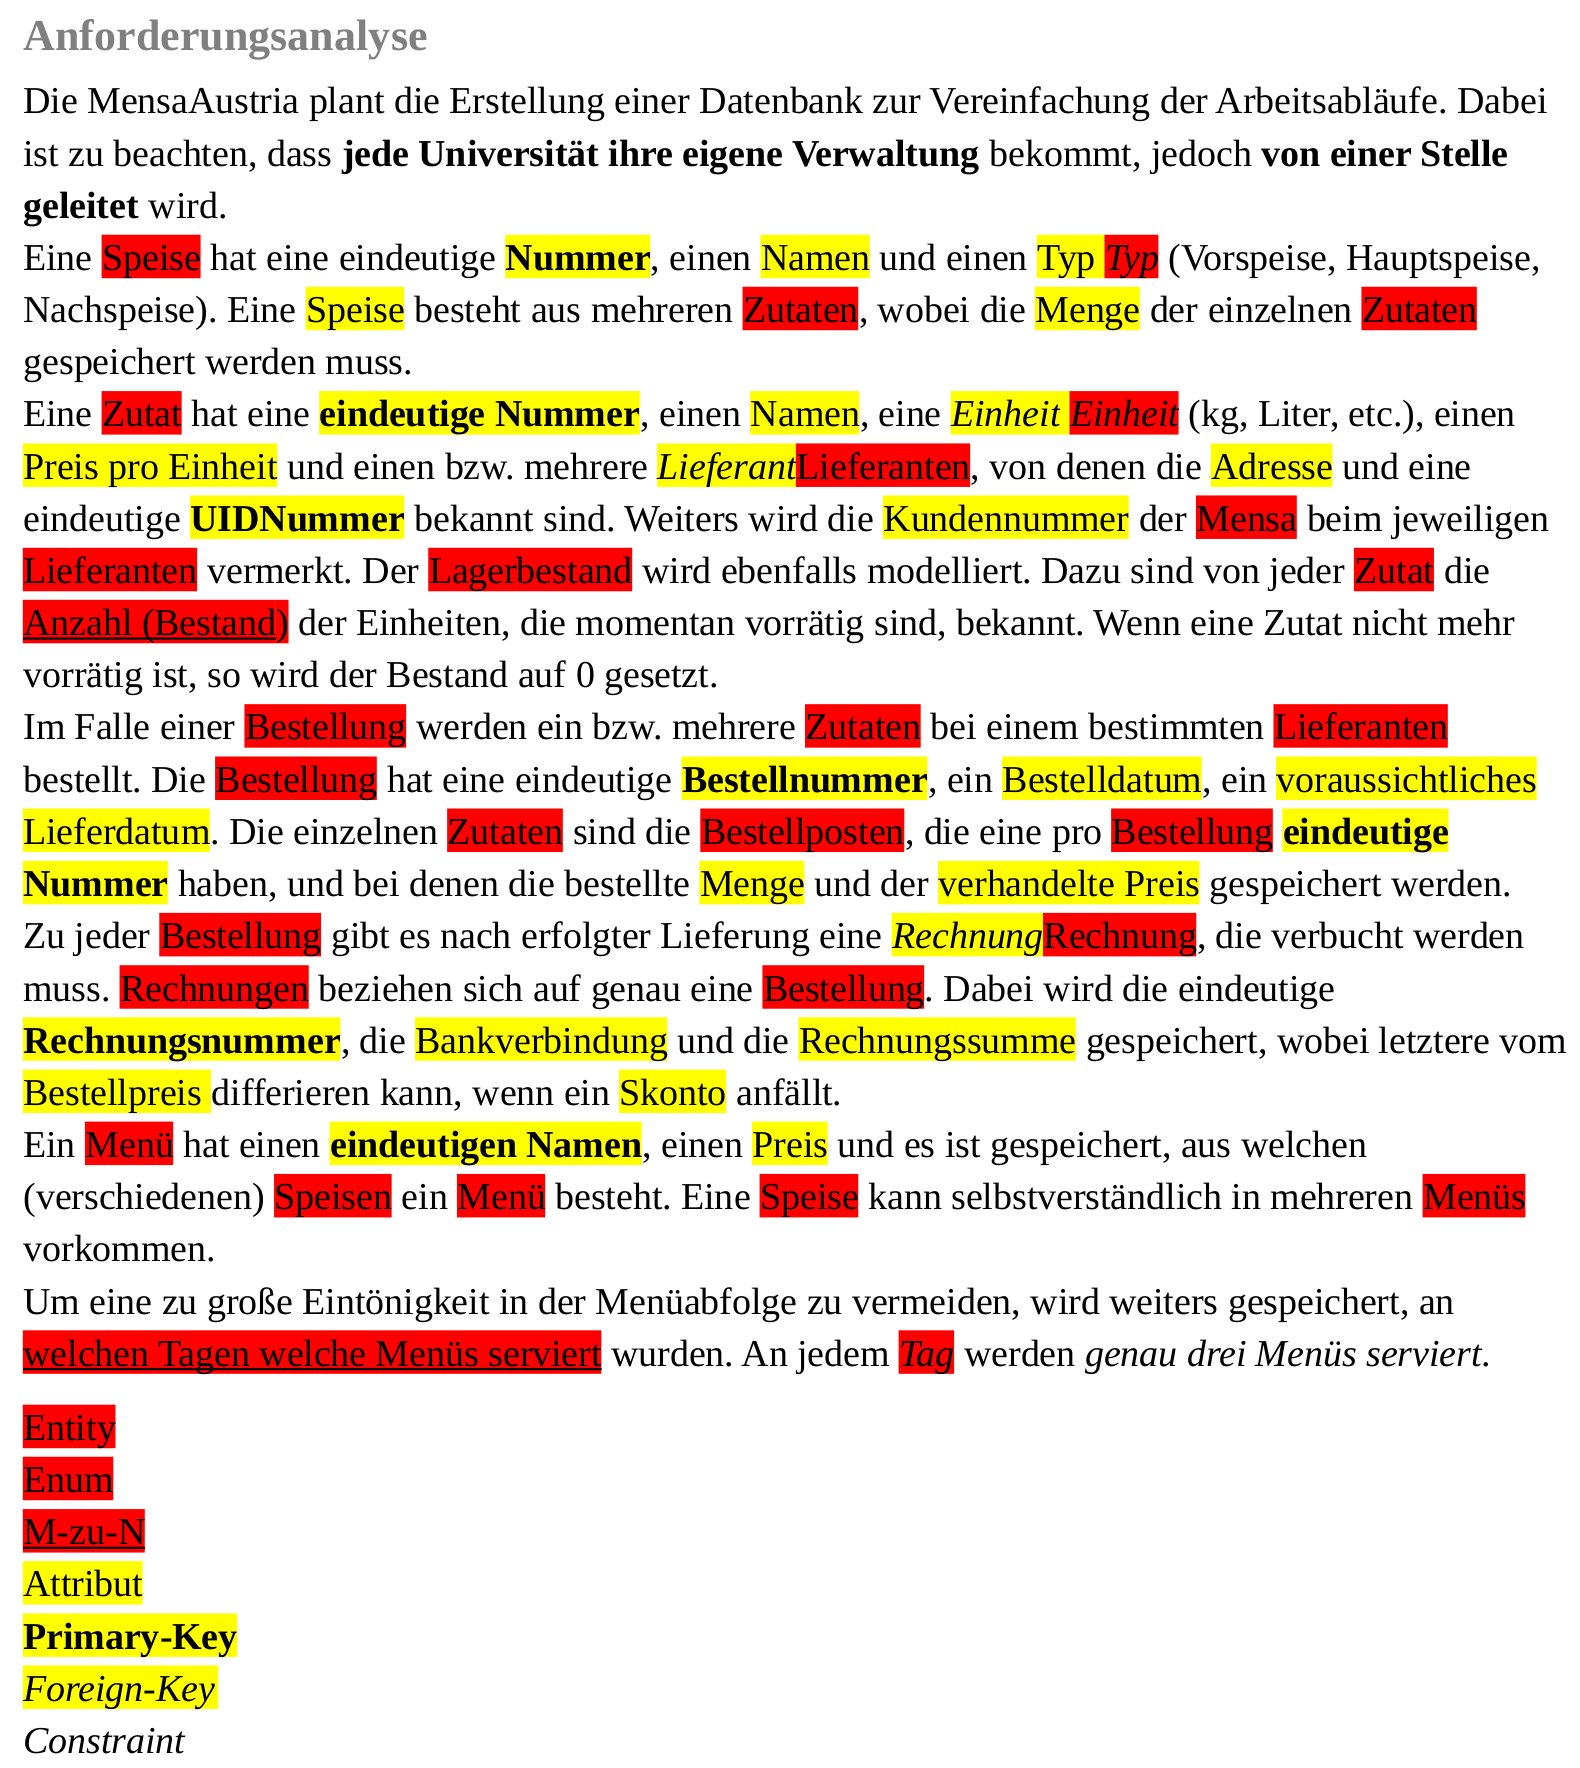 Anforderungsanalyse
Die MensaAustria plant die Erstellung einer Datenbank zur Vereinfachung der Arbeitsabläufe. Dabei
ist zu beachten, dass jede Universität ihre eigene Verwaltung bekommt, jedoch von einer Stelle
geleitet wird.
Eine Speise hat eine eindeutige Nummer, einen Namen und einen Typ Typ (Vorspeise, Hauptspeise,
Nachspeise). Eine Speise besteht aus mehreren Zutaten, wobei die Menge der einzelnen Zutaten
gespeichert werden muss.
Eine Zutat hat eine eindeutige Nummer, einen Namen, eine Einheit Einheit (kg, Liter, etc.), einen
Preis pro Einheit und einen bzw. mehrere LieferantLieferanten, von denen die Adresse und eine
eindeutige UIDNummer bekannt sind. Weiters wird die Kundennummer der Mensa beim jeweiligen
Lieferanten vermerkt. Der Lagerbestand wird ebenfalls modelliert. Dazu sind von jeder Zutat die
Anzahl (Bestand) der Einheiten, die momentan vorrätig sind, bekannt. Wenn eine Zutat nicht mehr
vorrätig ist, so wird der Bestand auf 0 gesetzt.
Im Falle einer Bestellung werden ein bzw. mehrere Zutaten bei einem bestimmten Lieferanten
bestellt. Die Bestellung hat eine eindeutige Bestellnummer, ein Bestelldatum, ein voraussichtliches
Lieferdatum. Die einzelnen Zutaten sind die Bestellposten, die eine pro Bestellung eindeutige
Nummer haben, und bei denen die bestellte Menge und der verhandelte Preis gespeichert werden.
Zu jeder Bestellung gibt es nach erfolgter Lieferung eine RechnungRechnung, die verbucht werden
muss. Rechnungen beziehen sich auf genau eine Bestellung. Dabei wird die eindeutige
Rechnungsnummer, die Bankverbindung und die Rechnungssumme gespeichert, wobei letztere vom
Bestellpreis differieren kann, wenn ein Skonto anfällt.
Ein Menü hat einen eindeutigen Namen, einen Preis und es ist gespeichert, aus welchen
(verschiedenen) Speisen ein Menü besteht. Eine Speise kann selbstverständlich in mehreren Menüs
vorkommen.
Um eine zu große Eintönigkeit in der Menüabfolge zu vermeiden, wird weiters gespeichert, an
welchen Tagen welche Menüs serviert wurden. An jedem Tag werden genau drei Menüs serviert.
Entity
Enum
M-zu-N
Attribut
Primary-Key
Foreign-Key
Constraint